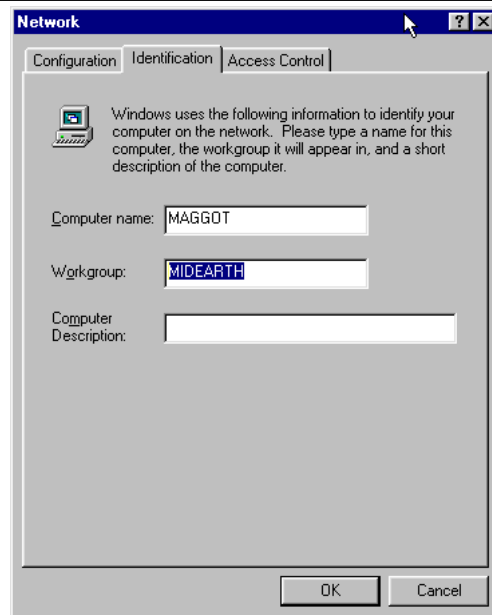 Network
Configuration Identification Access Control
Windows uses the following information to identify your
computer on the network. Please type a name for this
computer, the workgroup it will appear in, and a short
description of the computer.
Computer name: MAGGOT
Workgroup: MIDEARTH
Computer
Description:
OK Cancel